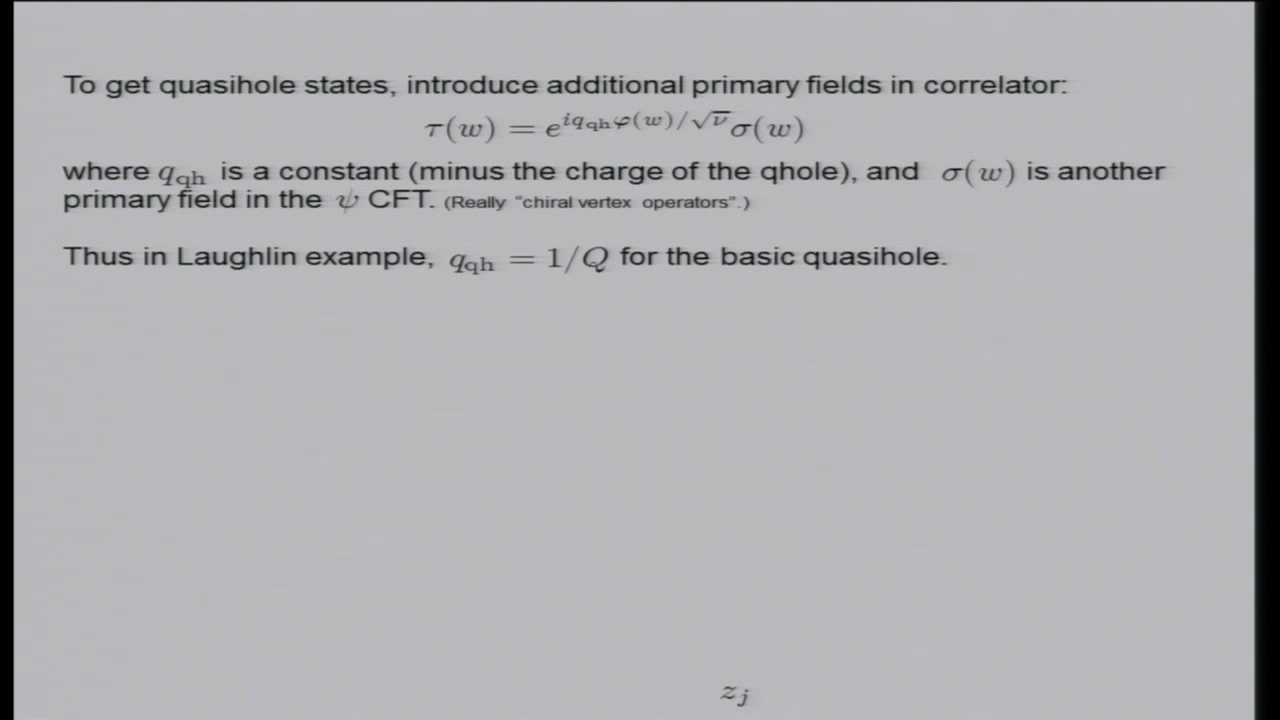 To get quasihole states, introduce additional primary fields in correlator:
τ(w) = e^{iq_{qh}φ(w)/√ν}σ(w)
where q_{qh} is a constant (minus the charge of the qhole), and σ(w) is another
primary field in the ψ CFT. (Really "chiral vertex operators".)
Thus in Laughlin example, q_{qh} = 1/Q for the basic quasihole.
z_j